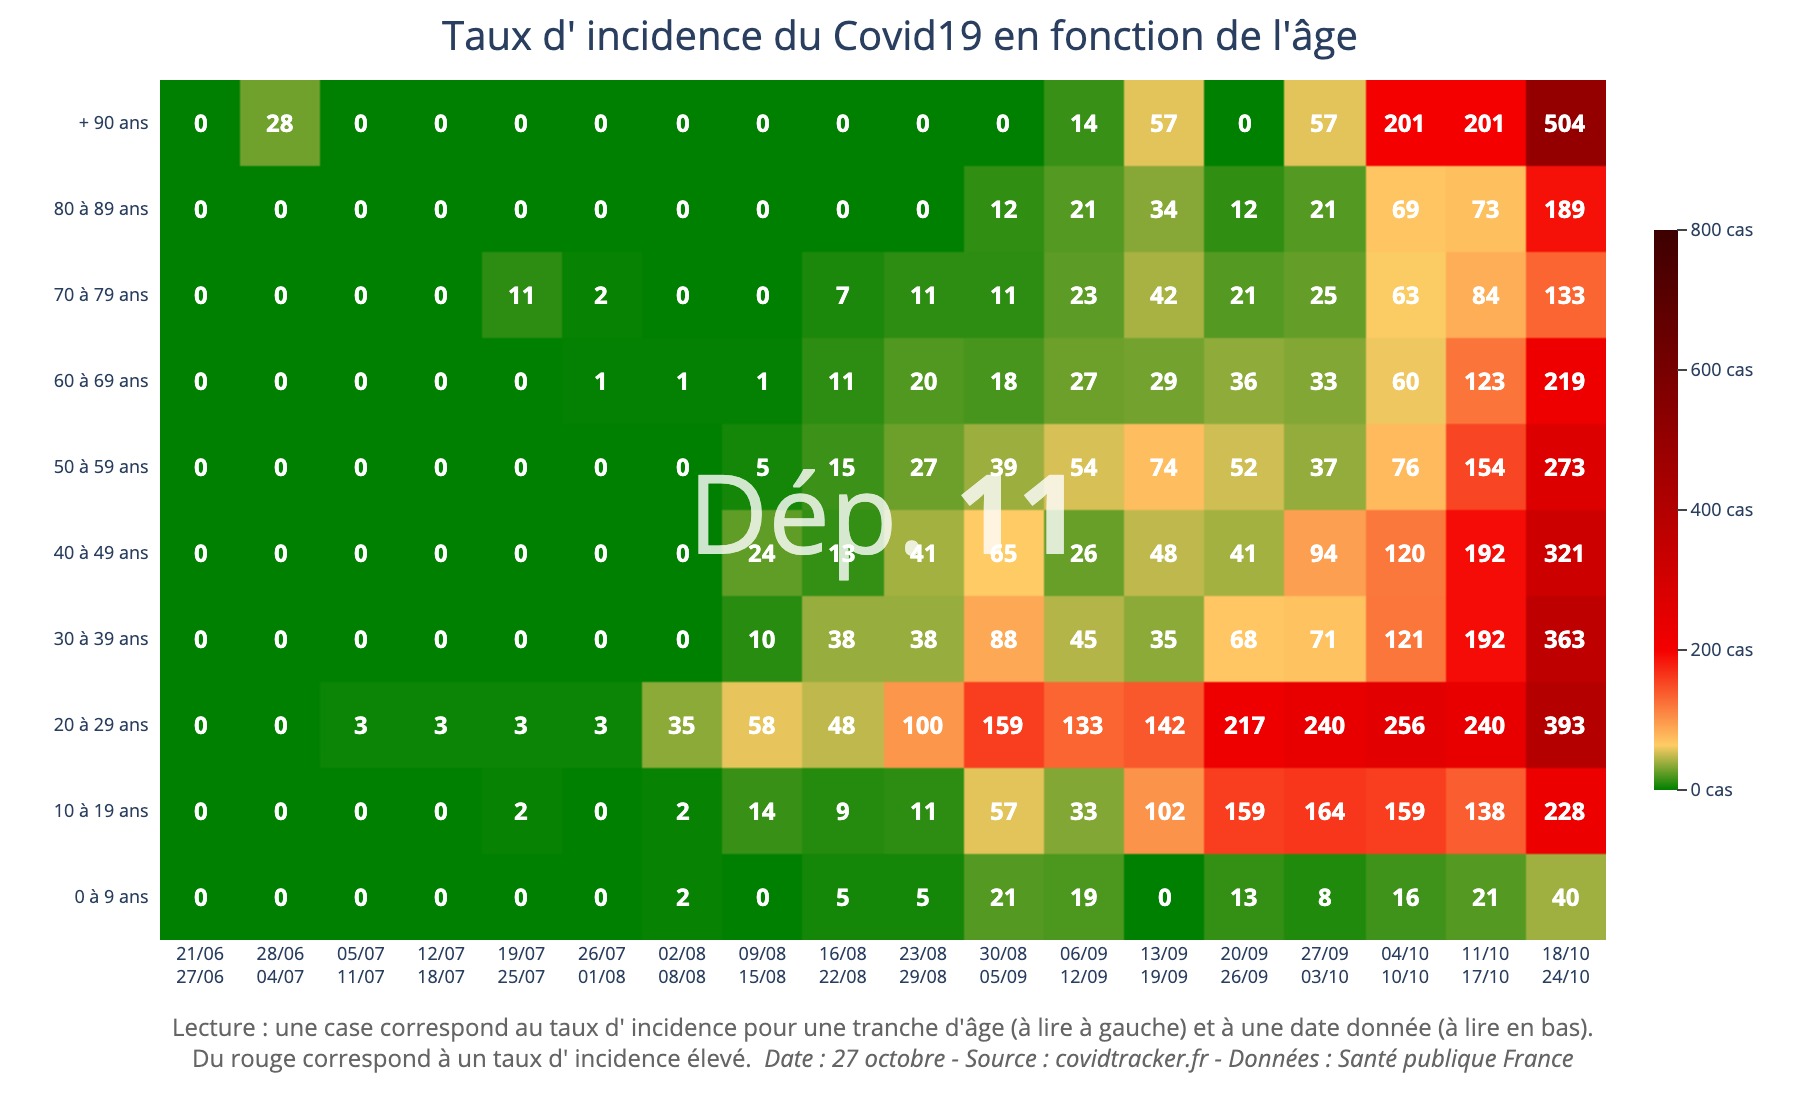 Taux d' incidence du Covid19 en fonction de l'âge
+ 90 ans 0 28 0 0 0 0 0 0 0 0 0 14 57 0 57 201 201 504
80 à 89 ans 0 0 0 0 0 0 0 0 0 0 12 21 34 12 21 69 73 189
800 cas
70 à 79 ans 0 0 0 0 11 2 0 0 7 11 11 23 42 21 25 63 84 133
600 cas
60 à 69 ans 0 0 0 0 0 1 1 1 11 20 18 27 29 36 33 60 123 219
50 à 59 ans 0 0 0 0 0 0 0 5 15 27 39 54 74 52 37 76 154 273
Dép. 11
400 cas
40 à 49 ans 0 0 0 0 0 0 0 24 13 41 65 26 48 41 94 120 192 321
30 à 39 ans 0 0 0 0 0 0 0 10 38 38 88 45 35 68 71 121 192 363
200 cas
20 à 29 ans 0 0 3 3 3 3 35 58 48 100 159 133 142 217 240 256 240 393
0 cas
10 à 19 ans 0 0 0 0 2 0 2 14 9 11 57 33 102 159 164 159 138 228
0 à 9 ans 0 0 0 0 0 0 2 0 5 5 21 19 0 13 8 16 21 40
21/06 28/06 05/07 12/07 19/07 26/07 02/08 09/08 16/08 23/08 30/08 06/09 13/09 20/09 27/09 04/10 11/10 18/10
27/06 04/07 11/07 18/07 25/07 01/08 08/08 15/08 22/08 29/08 05/09 12/09 19/09 26/09 03/10 10/10 17/10 24/10
Lecture : une case correspond au taux d' incidence pour une tranche d'âge (à lire à gauche) et à une date donnée (à lire en bas).
Du rouge correspond à un taux d' incidence élevé. Date : 27 octobre - Source : covidtracker.fr - Données : Santé publique France